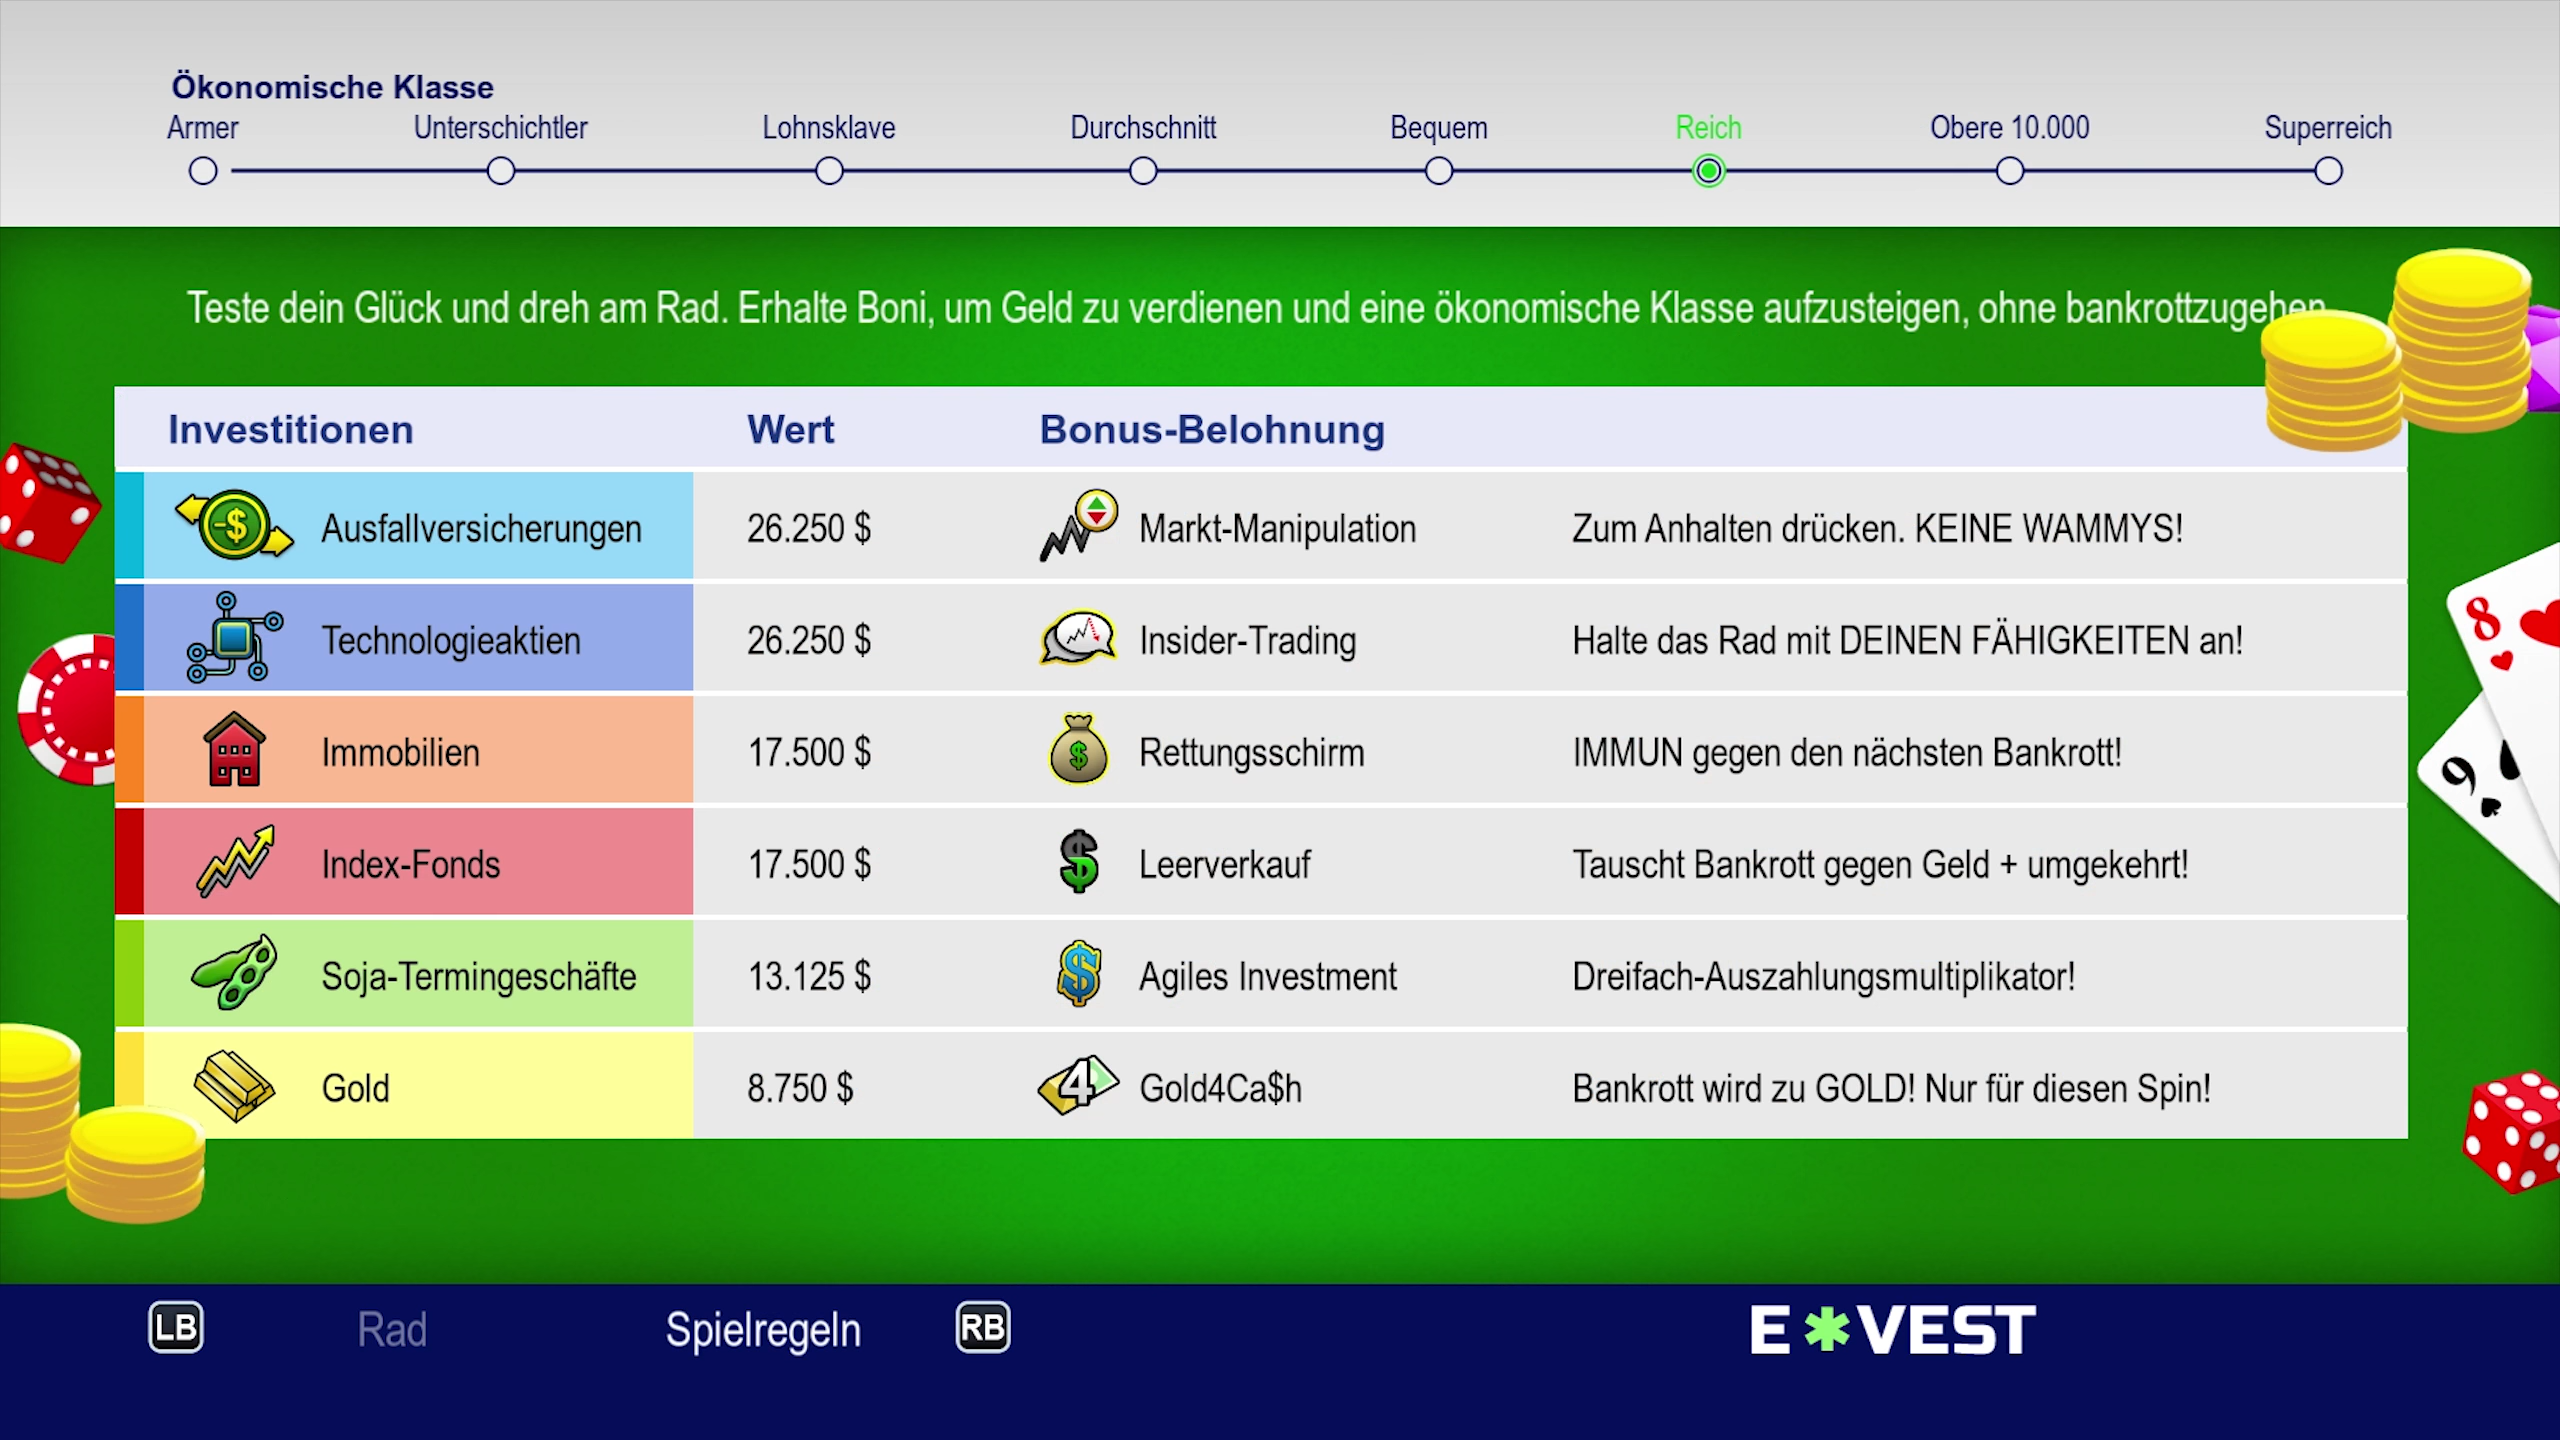 Ökonomische Klasse
Armer Unterschichtler Lohnsklave Durchschnitt Bequem Reich Obere 10.000 Superreich
Teste dein Glück und dreh am Rad. Erhalte Boni, um Geld zu verdienen und eine ökonomische Klasse aufzusteigen, ohne bankrottzugehen
Investitionen Wert Bonus-Belohnung
Ausfallversicherungen 26.250 $ Markt-Manipulation Zum Anhalten drücken. KEINE WAMMYS!
Technologieaktien 26.250 $ Insider-Trading Halte das Rad mit DEINEN FÄHIGKEITEN an!
Immobilien 17.500 $ Rettungsschirm IMMUN gegen den nächsten Bankrott!
Index-Fonds 17.500 $ Leerverkauf Tauscht Bankrott gegen Geld + umgekehrt!
Soja-Termingeschäfte 13.125 $ Agiles Investment Dreifach-Auszahlungsmultiplikator!
Gold 8.750 $ Gold4Ca$h Bankrott wird zu GOLD! Nur für diesen Spin!
8
9
LB Rad Spielregeln RB E*VEST